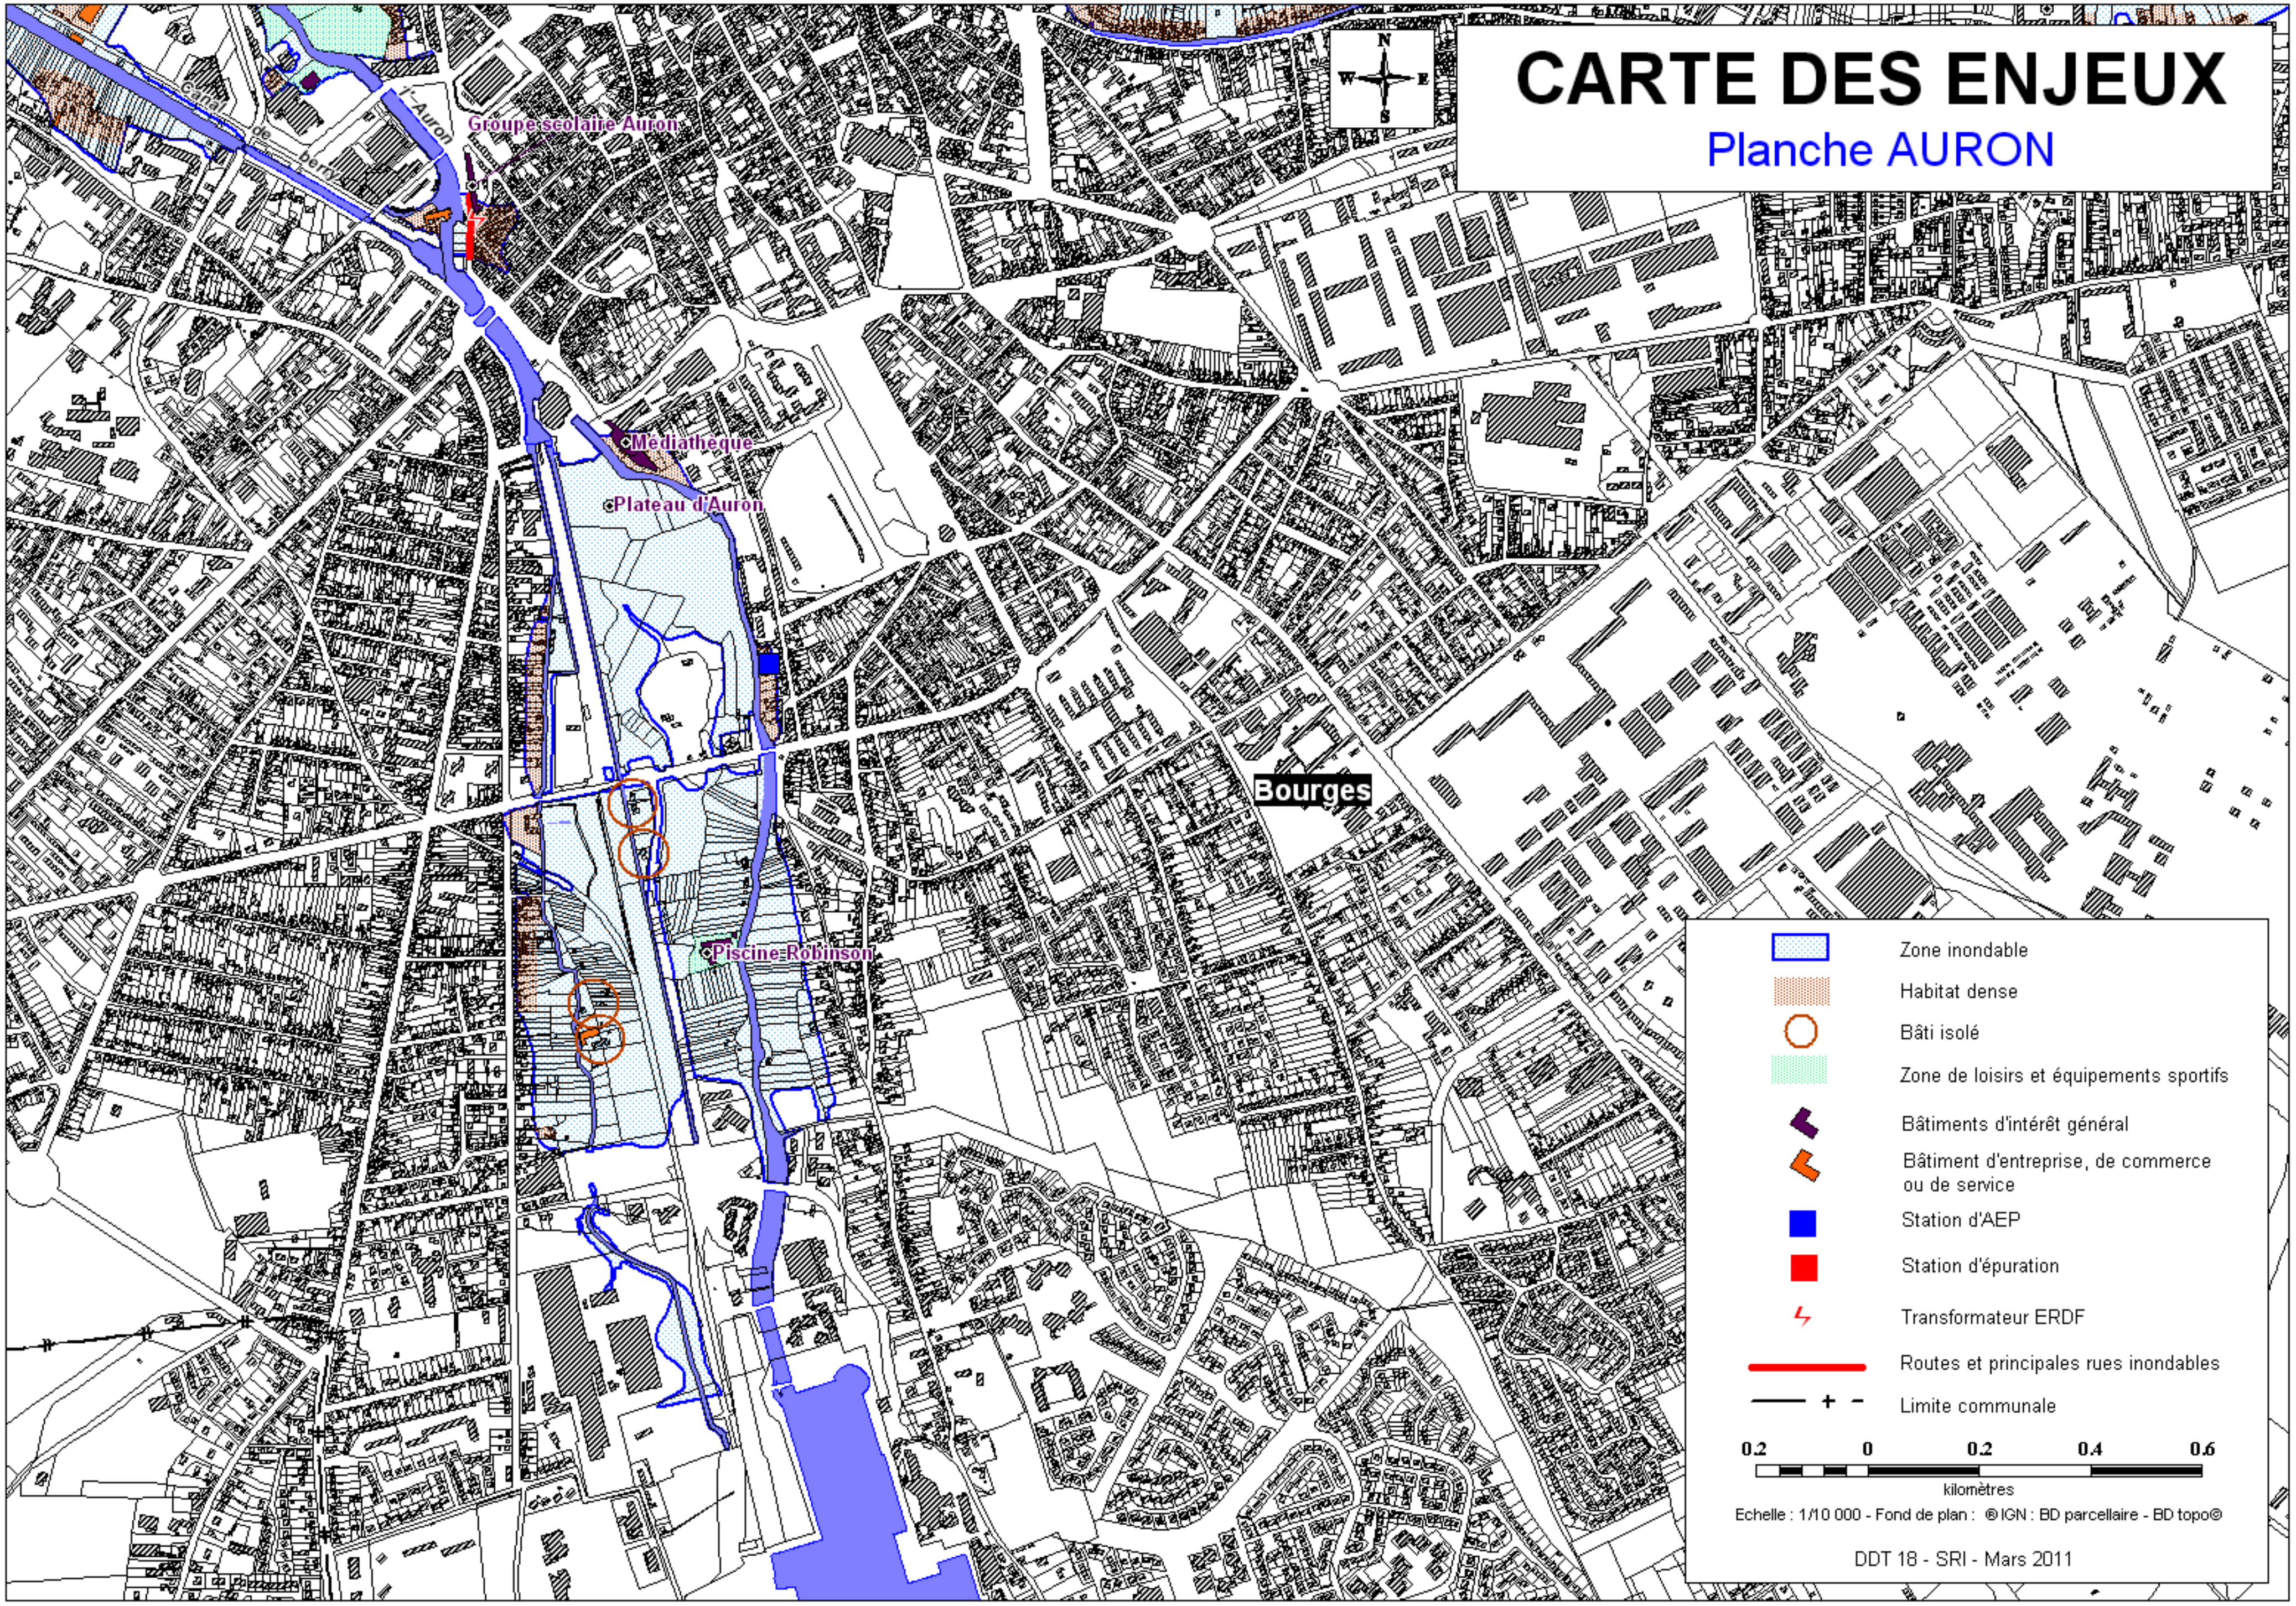 CARTE DES ENJEUX
Planche AURON
N
W E
S
Canal de berry
l'Auron
Groupe scolaire Auron
Médiathèque
Plateau d'Auron
Bourges
Piscine Robinson
Zone inondable
Habitat dense
Bâti isolé
Zone de loisirs et équipements sportifs
Bâtiments d'intérêt général
Bâtiment d'entreprise, de commerce
ou de service
Station d'AEP
Station d'épuration
Transformateur ERDF
Routes et principales rues inondables
Limite communale
0.2 0 0.2 0.4 0.6
kilomètres
Echelle : 1/10 000 - Fond de plan : ©IGN : BD parcellaire - BD topo©
DDT 18 - SRI - Mars 2011